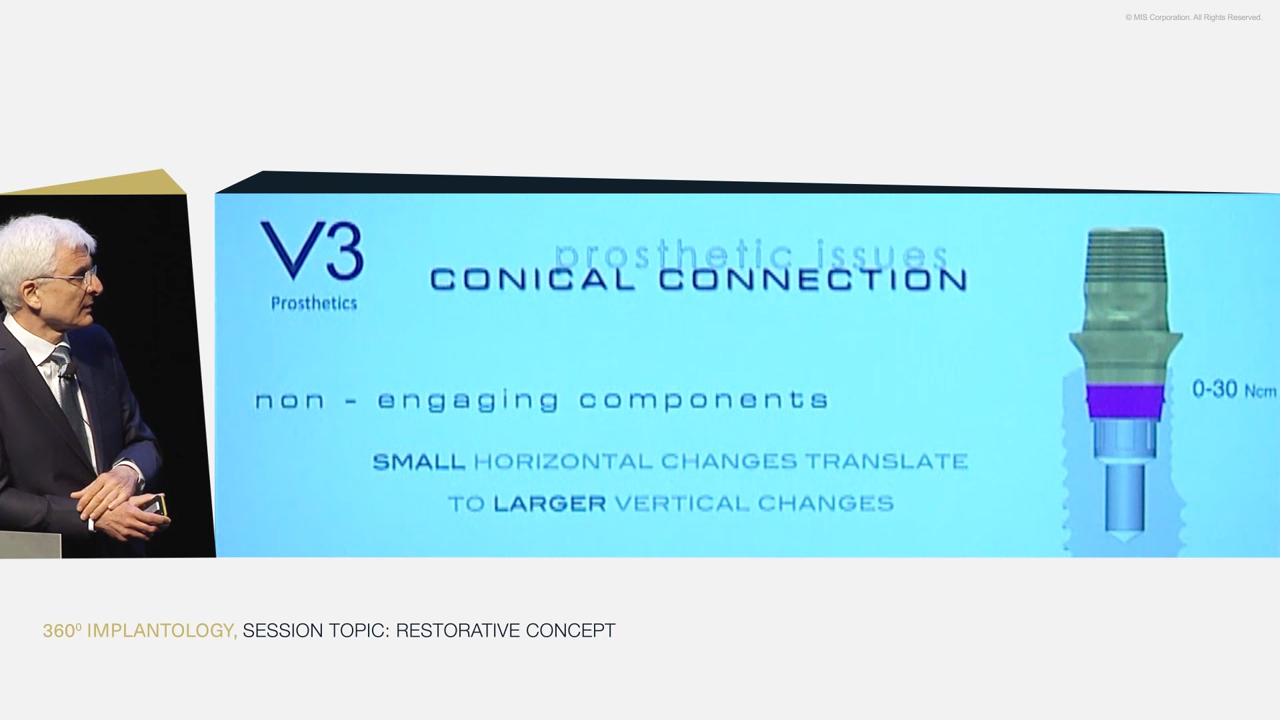 © MIS Corporation. All Rights Reserved.
V3
Prosthetics
prosthetic issues
CONICAL CONNECTION
non - engaging components
0-30 Ncm
SMALL HORIZONTAL CHANGES TRANSLATE
TO LARGER VERTICAL CHANGES
360⁰ IMPLANTOLOGY, SESSION TOPIC: RESTORATIVE CONCEPT